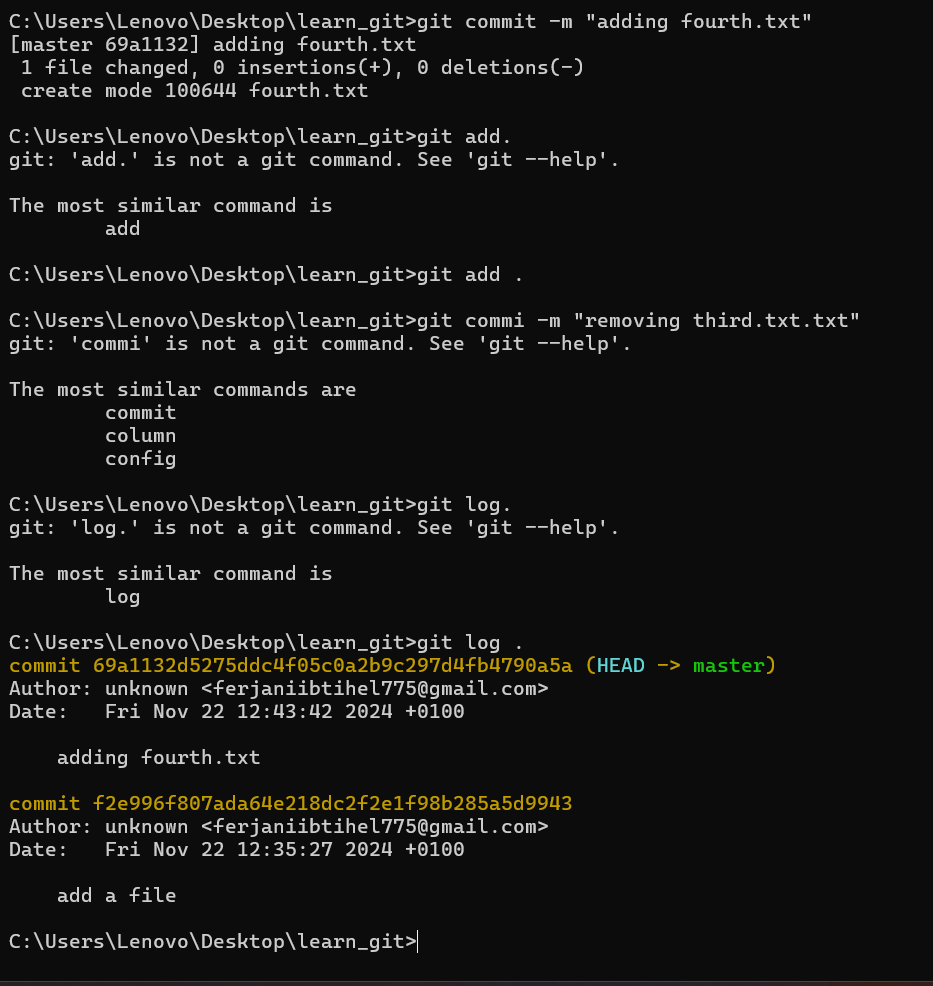 C:\Users\Lenovo\Desktop\learn_git>git commit -m "adding fourth.txt"
[master 69a1132] adding fourth.txt
 1 file changed, 0 insertions(+), 0 deletions(-)
 create mode 100644 fourth.txt
C:\Users\Lenovo\Desktop\learn_git>git add.
git: 'add.' is not a git command. See 'git --help'.
The most similar command is
        add
C:\Users\Lenovo\Desktop\learn_git>git add .
C:\Users\Lenovo\Desktop\learn_git>git commi -m "removing third.txt.txt"
git: 'commi' is not a git command. See 'git --help'.
The most similar commands are
        commit
        column
        config
C:\Users\Lenovo\Desktop\learn_git>git log.
git: 'log.' is not a git command. See 'git --help'.
The most similar command is
        log
C:\Users\Lenovo\Desktop\learn_git>git log .
commit 69a1132d5275ddc4f05c0a2b9c297d4fb4790a5a (HEAD -> master)
Author: unknown <ferjaniibtihel775@gmail.com>
Date:   Fri Nov 22 12:43:42 2024 +0100
    adding fourth.txt
commit f2e996f807ada64e218dc2f2e1f98b285a5d9943
Author: unknown <ferjaniibtihel775@gmail.com>
Date:   Fri Nov 22 12:35:27 2024 +0100
    add a file
C:\Users\Lenovo\Desktop\learn_git>